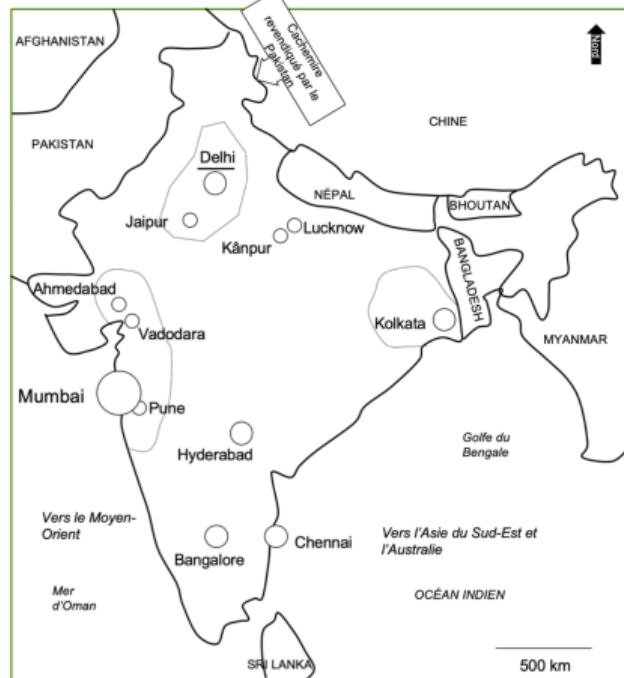 AFGHANISTAN
Cachemire
revendiqué par le
Pakistan
Nord
CHINE
PAKISTAN
Delhi
NÉPAL
BHOUTAN
Jaipur
Lucknow
Kânpur
BANGLADESH
Ahmedabad
Vadodara
Kolkata
MYANMAR
Mumbai
Pune
Golfe du
Bengale
Hyderabad
Vers le Moyen-
Orient
Vers l'Asie du Sud-Est et
l'Australie
Chennai
Bangalore
Mer
d'Oman
OCÉAN INDIEN
SRI LANKA
500 km